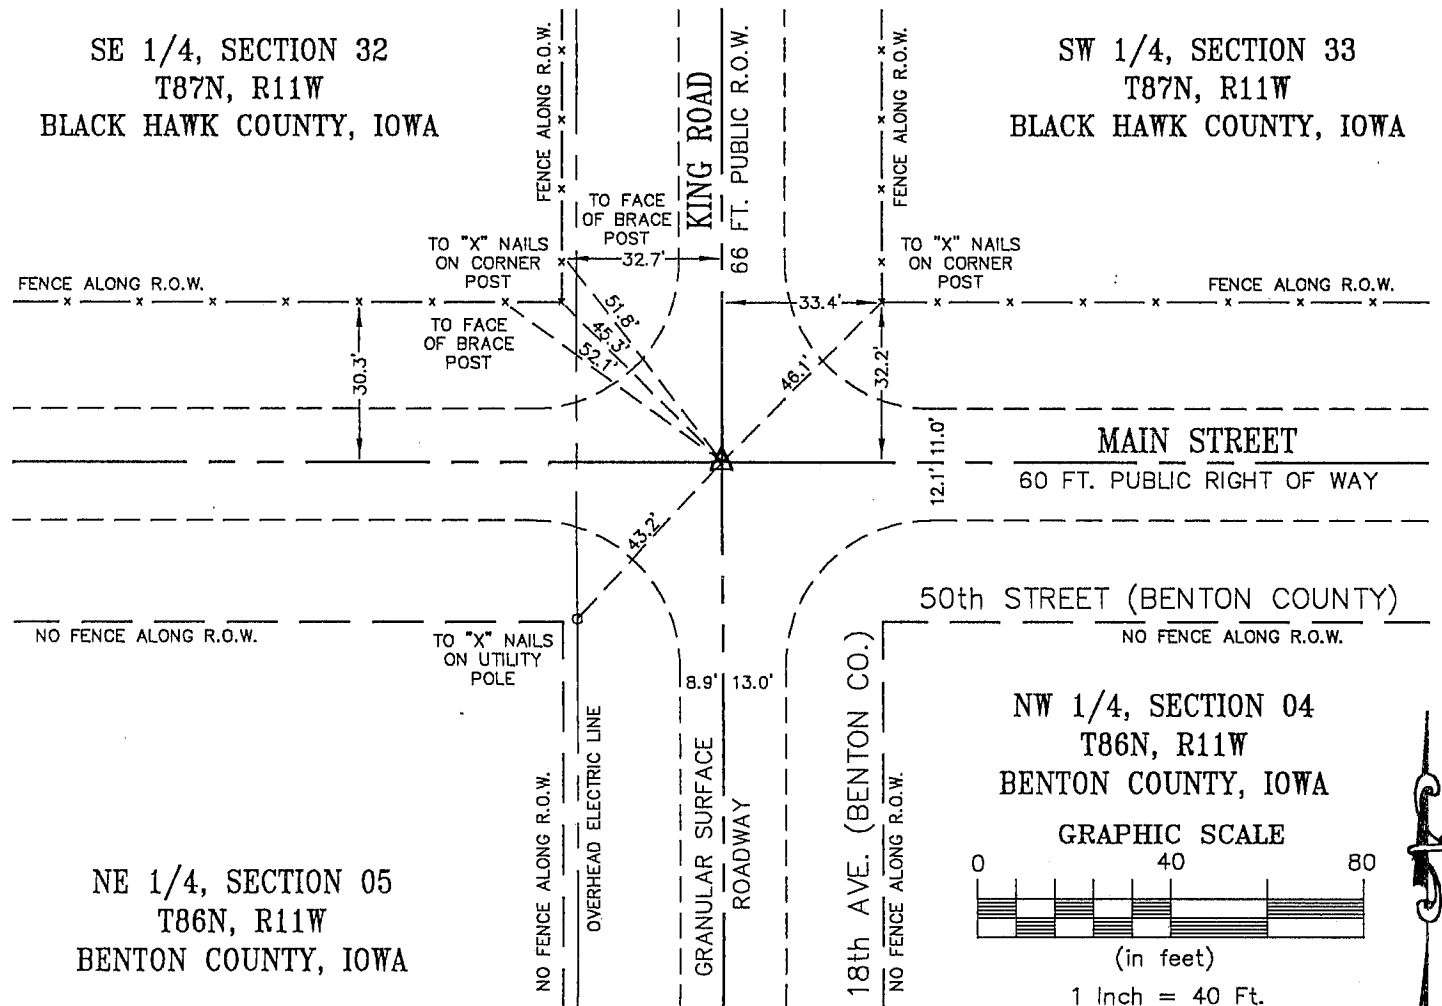 SE 1/4, SECTION 32
T87N, R11W
BLACK HAWK COUNTY, IOWA
FENCE ALONG R.O.W.
KING ROAD
66 FT. PUBLIC R.O.W.
FENCE ALONG R.O.W.
SW 1/4, SECTION 33
T87N, R11W
BLACK HAWK COUNTY, IOWA
TO FACE
OF BRACE
POST
32.7'
TO "X" NAILS
ON CORNER
POST
TO "X" NAILS
ON CORNER
POST
FENCE ALONG R.O.W.
FENCE ALONG R.O.W.
33.4'
TO FACE
OF BRACE
POST
51.8'
45.3'
52.1'
30.3'
46.1'
32.2'
11.0'
12.1'
MAIN STREET
60 FT. PUBLIC RIGHT OF WAY
43.2'
50th STREET (BENTON COUNTY)
NO FENCE ALONG R.O.W.
NO FENCE ALONG R.O.W.
TO "X" NAILS
ON UTILITY
POLE
8.9'
13.0'
NO FENCE ALONG R.O.W.
OVERHEAD ELECTRIC LINE
GRANULAR SURFACE
ROADWAY
18th AVE. (BENTON CO.)
NO FENCE ALONG R.O.W.
NW 1/4, SECTION 04
T86N, R11W
BENTON COUNTY, IOWA
NE 1/4, SECTION 05
T86N, R11W
BENTON COUNTY, IOWA
GRAPHIC SCALE
0 40 80
(in feet)
1 Inch = 40 Ft.